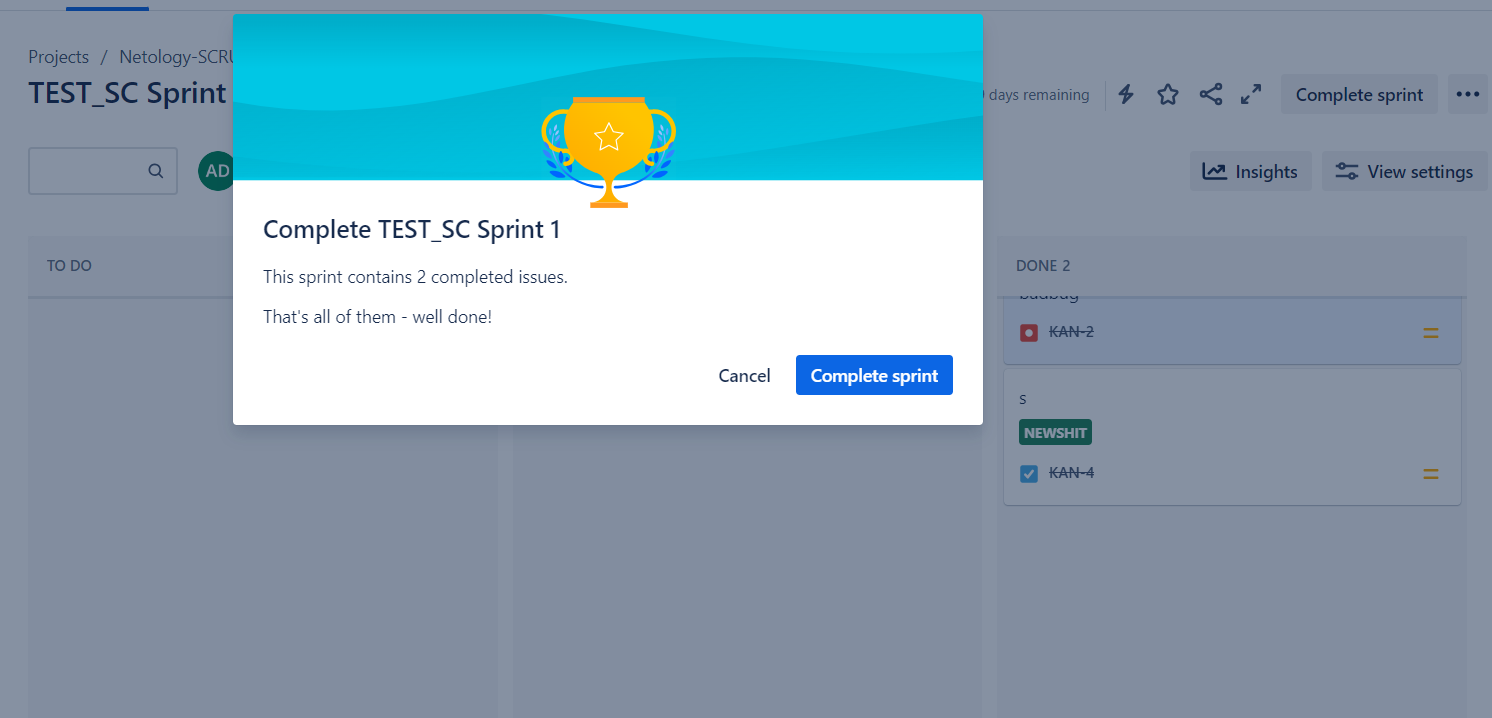 Projects / Netology-SCRU
TEST_SC Sprint
days remaining
Complete sprint
AD
Insights
View settings
Complete TEST_SC Sprint 1
This sprint contains 2 completed issues.
That's all of them - well done!
Cancel
Complete sprint
TO DO
DONE 2
badbug
KAN-2
s
NEWSHIT
KAN-4